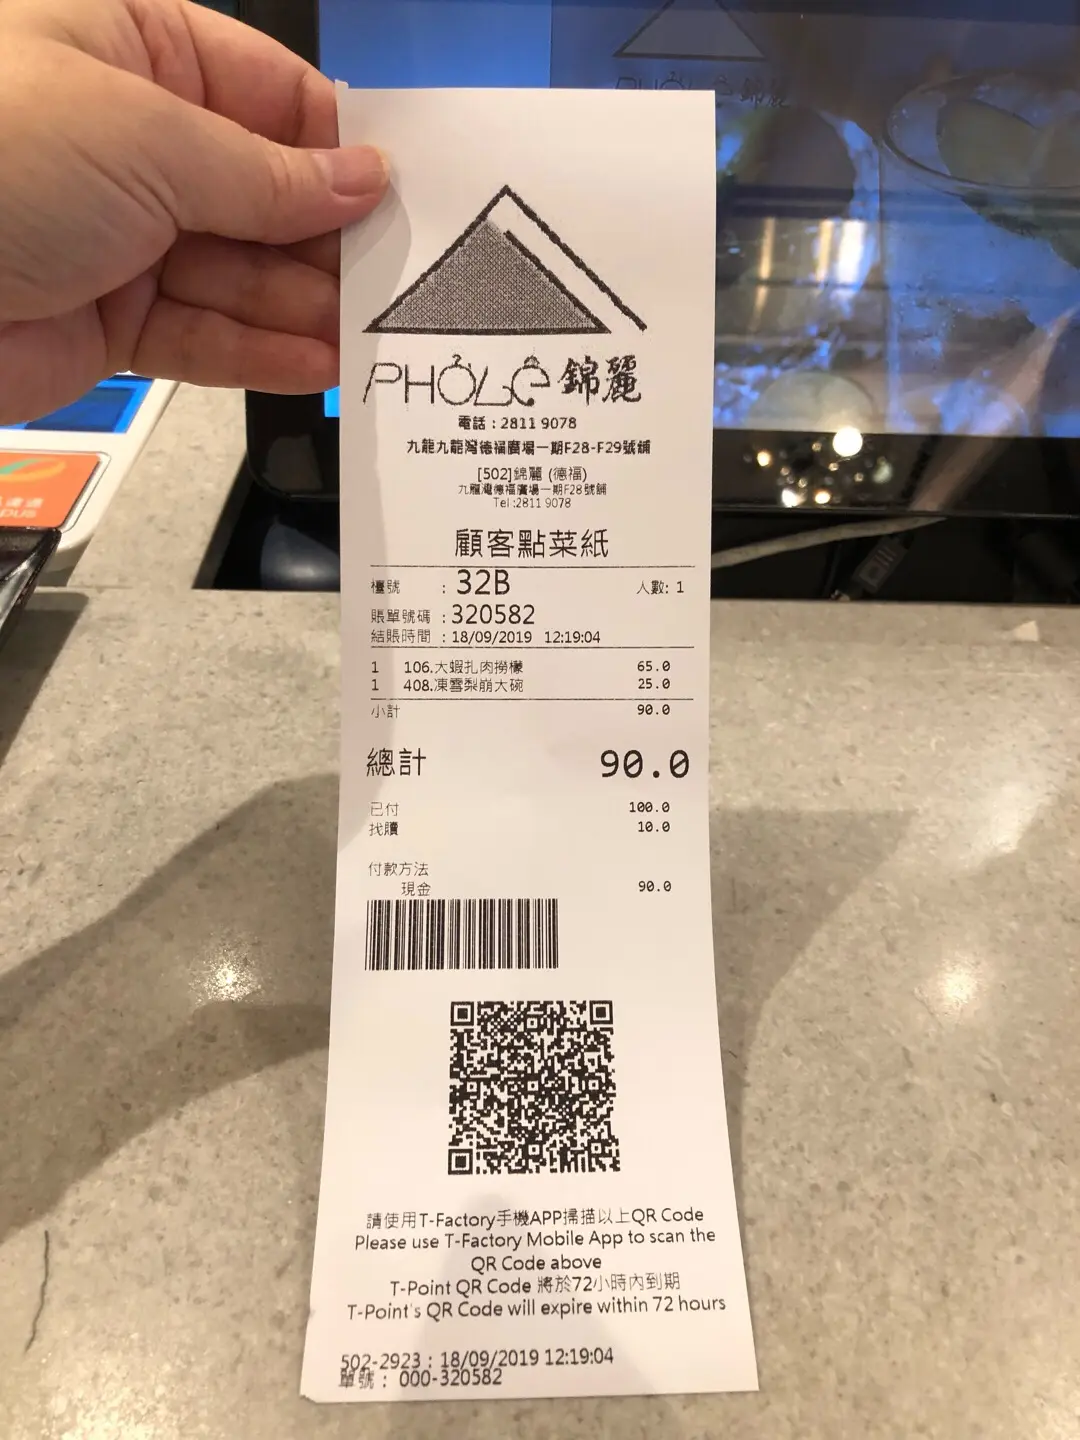 PHỞLÊ 錦麗
電話：2811 9078
九龍九龍灣德福廣場一期F28-F29號舖
[502]錦麗 (德福)
九龍灣德福廣場一期F28號舖
Tel :2811 9078
顧客點菜紙
檯號 : 32B 人數: 1
賬單號碼 : 320582
結賬時間 : 18/09/2019 12:19:04
1 106.大蝦扎肉撈檬 65.0
1 408.凍雪梨崩大碗 25.0
小計 90.0
總計 90.0
已付 100.0
找贖 10.0
付款方法
現金 90.0
請使用T-Factory手機APP掃描以上QR Code
Please use T-Factory Mobile App to scan the
QR Code above
T-Point QR Code 將於72小時內到期
T-Point's QR Code will expire within 72 hours
502-2923 : 18/09/2019 12:19:04
單號 : 000-320582